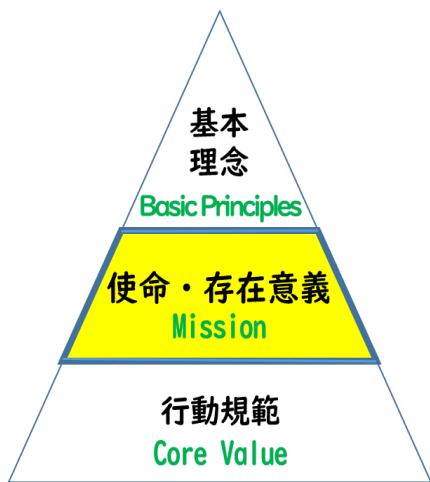 基本
理念
Basic Principles
使命・存在意義
Mission
行動規範
Core Value